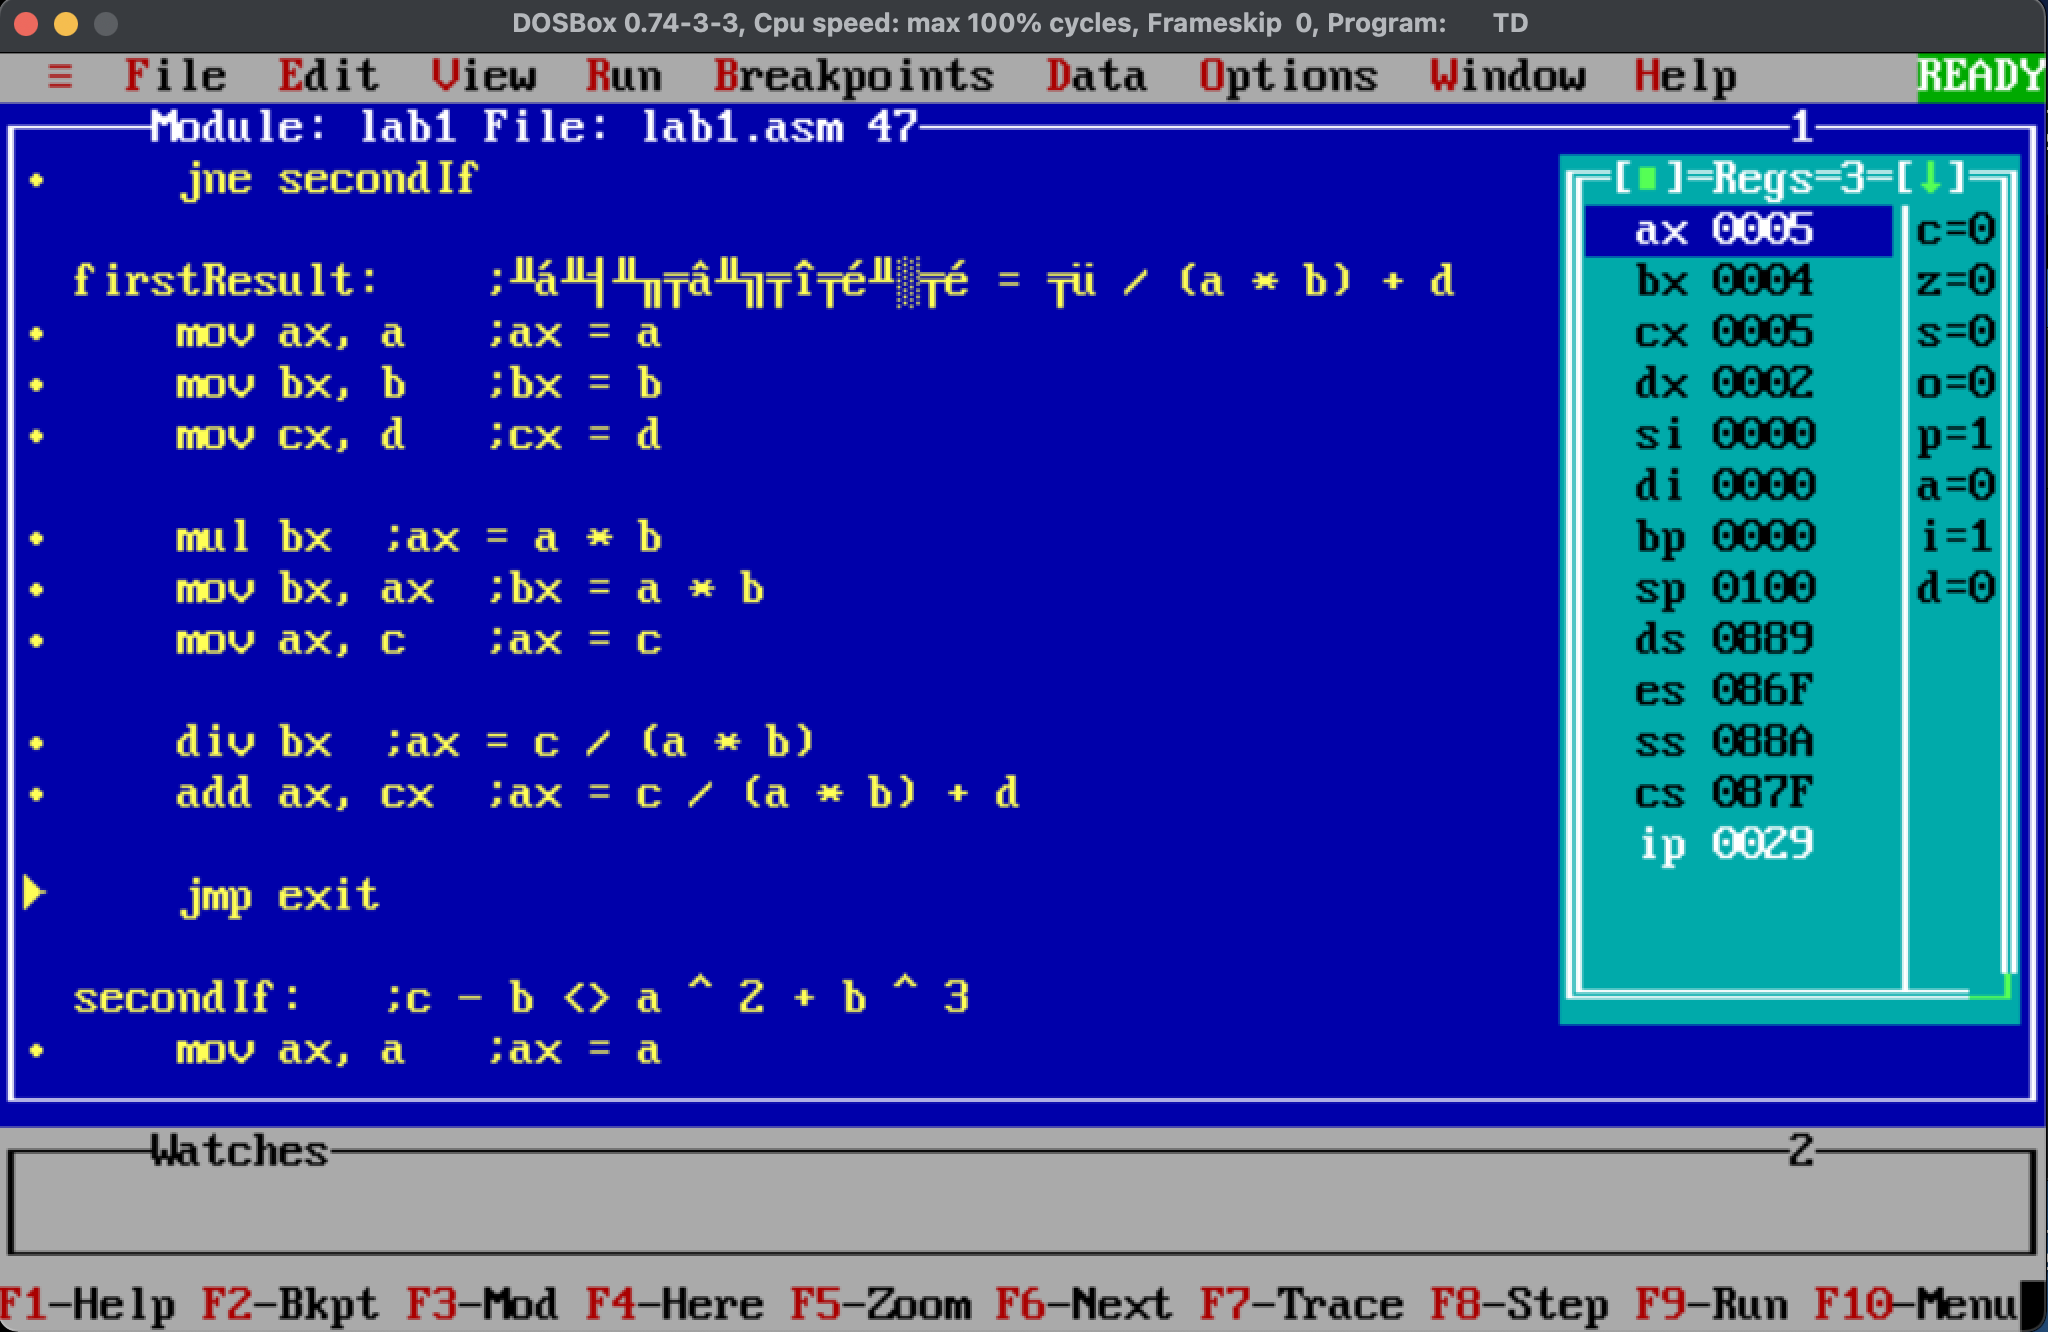 DOSBox 0.74-3-3, Cpu speed: max 100% cycles, Frameskip 0, Program: TD
≡ File Edit View Run Breakpoints Data Options Window Help READY
Module: lab1 File: lab1.asm 47 1
jne secondIf
firstResult: ;╨á╨╡╨╖╤â╨╗╤î╤é╨░╤é = ╤ü / (a * b) + d
mov ax, a ;ax = a
mov bx, b ;bx = b
mov cx, d ;cx = d
mul bx ;ax = a * b
mov bx, ax ;bx = a * b
mov ax, c ;ax = c
div bx ;ax = c / (a * b)
add ax, cx ;ax = c / (a * b) + d
jmp exit
secondIf: ;c - b <> a ^ 2 + b ^ 3
mov ax, a ;ax = a
[■]=Regs=3=[↓]
ax 0005 c=0
bx 0004 z=0
cx 0005 s=0
dx 0002 o=0
si 0000 p=1
di 0000 a=0
bp 0000 i=1
sp 0100 d=0
ds 0889
es 086F
ss 088A
cs 087F
ip 0029
Watches 2
F1-Help F2-Bkpt F3-Mod F4-Here F5-Zoom F6-Next F7-Trace F8-Step F9-Run F10-Menu